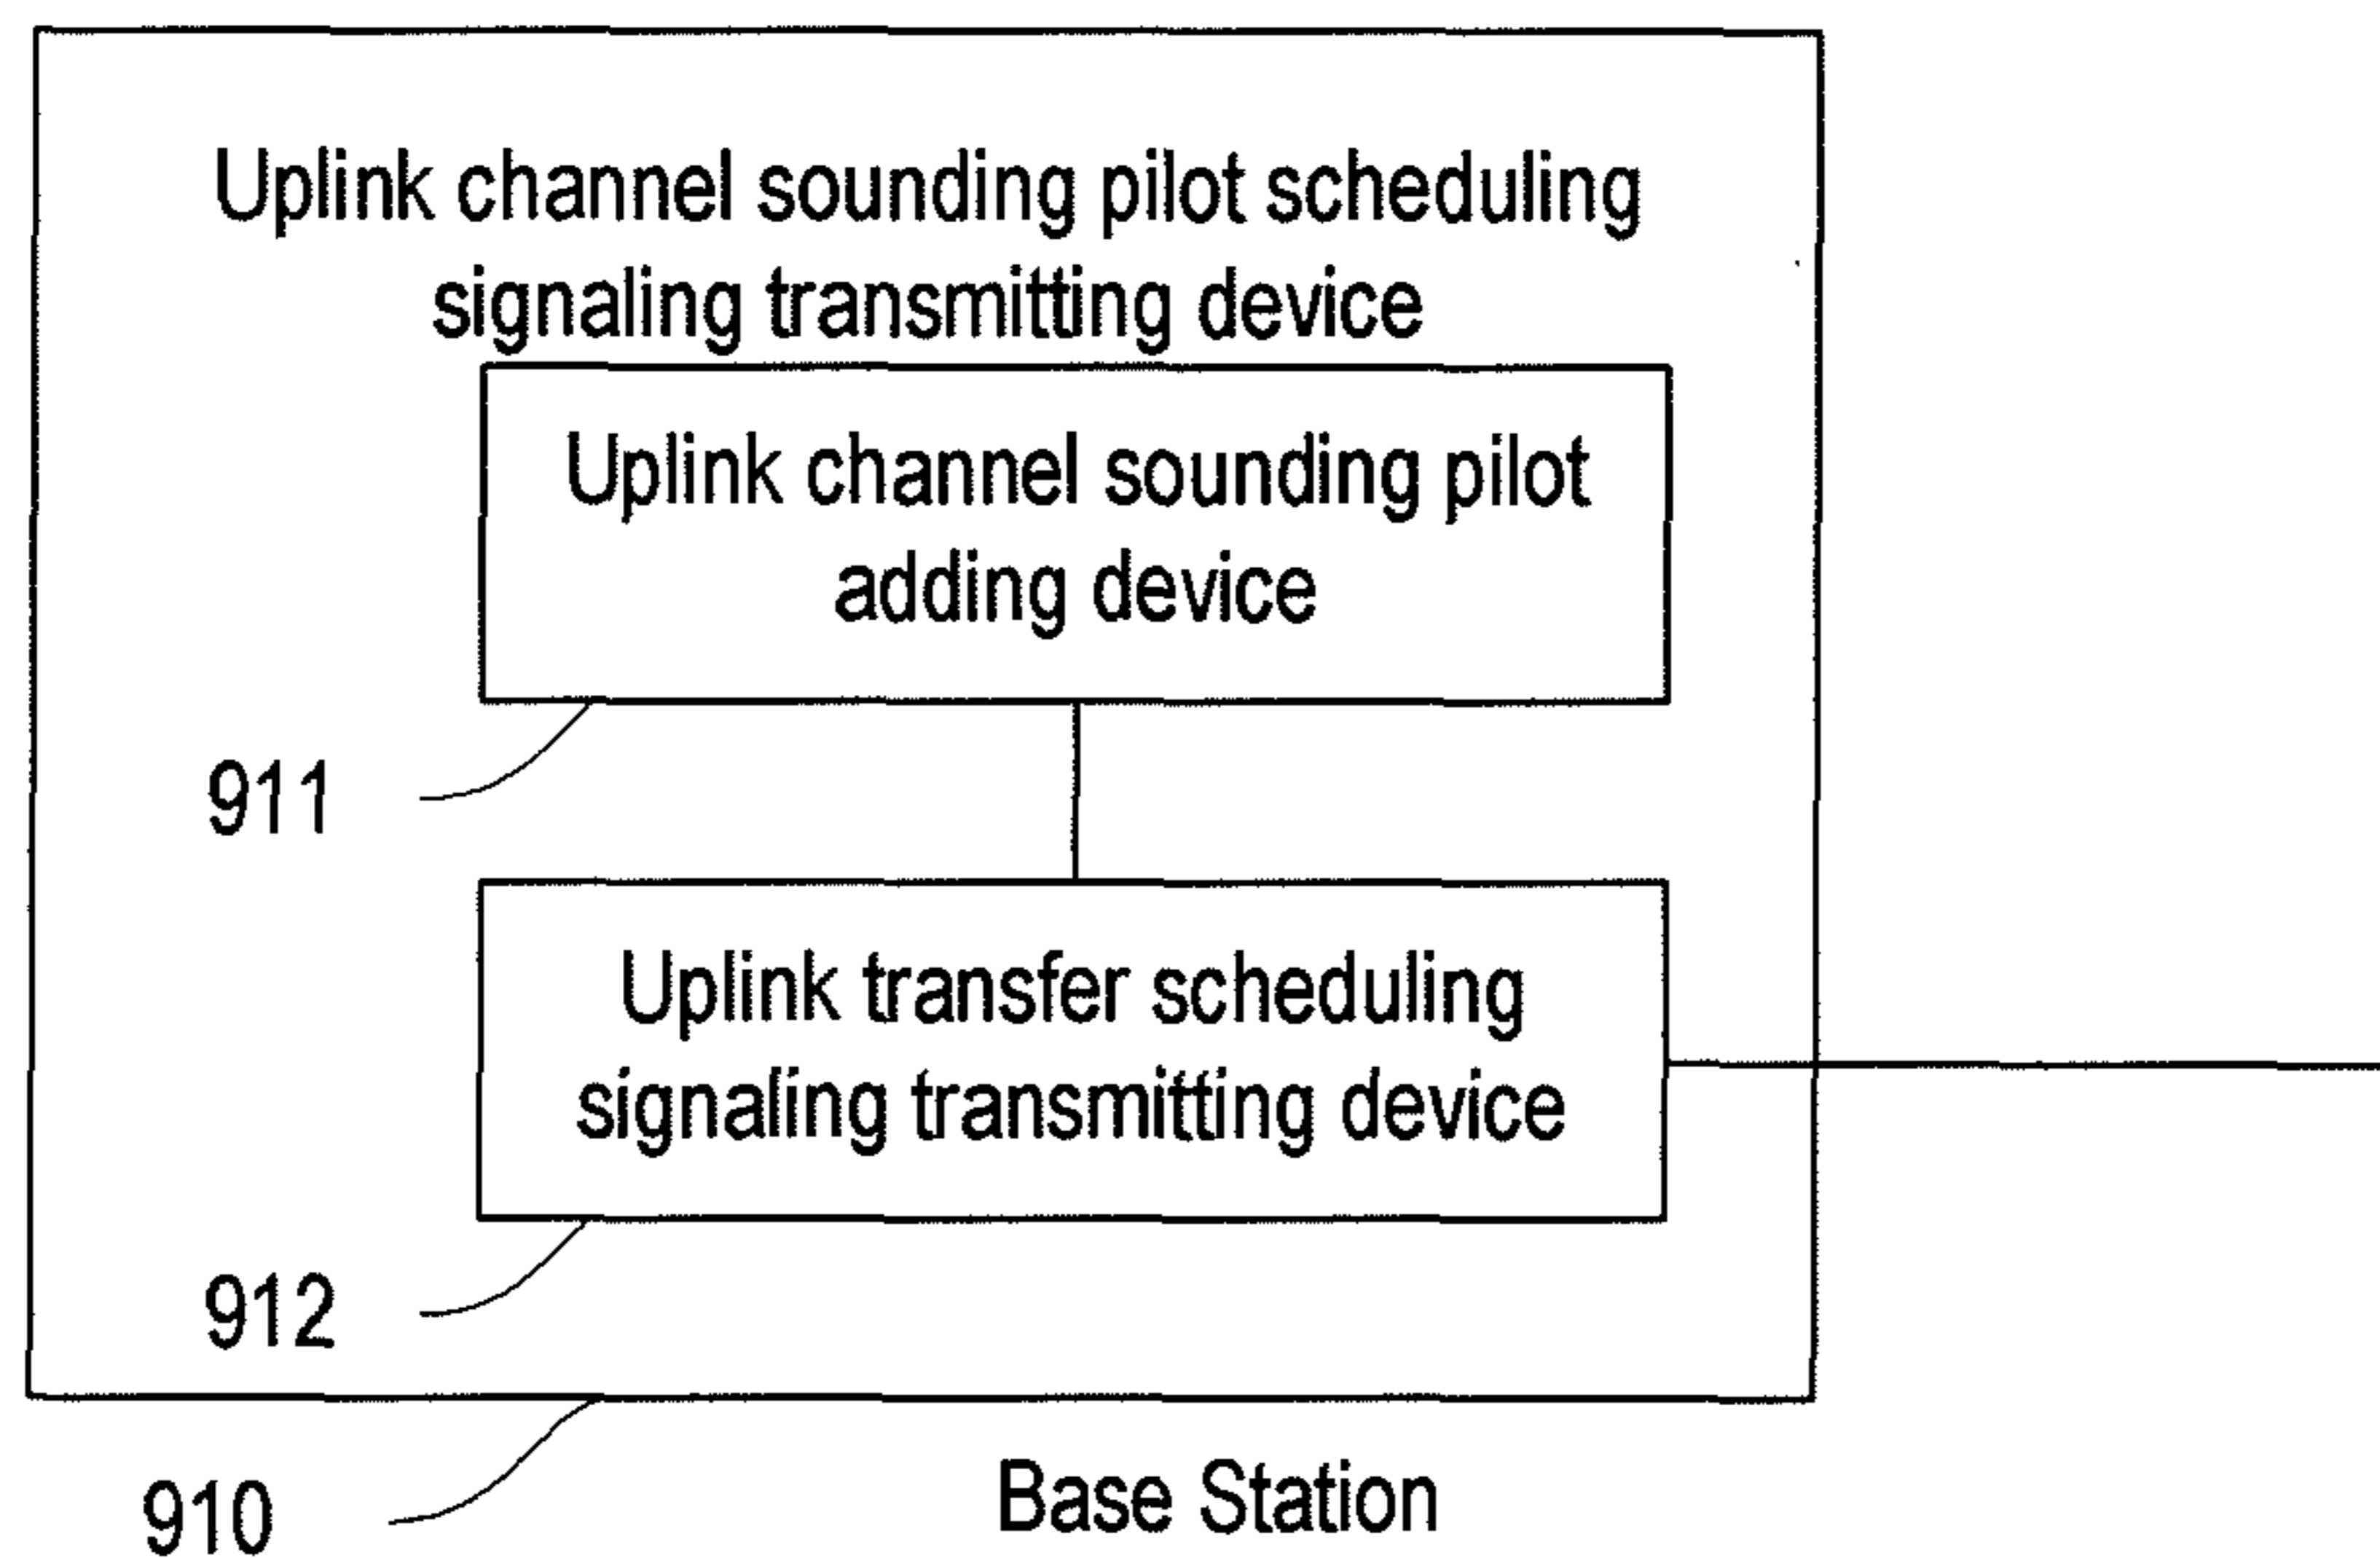 Uplink channel sounding pilot scheduling
signaling transmitting device
Uplink channel sounding pilot
adding device
911
Uplink transfer scheduling
signaling transmitting device
912
910
Base Station